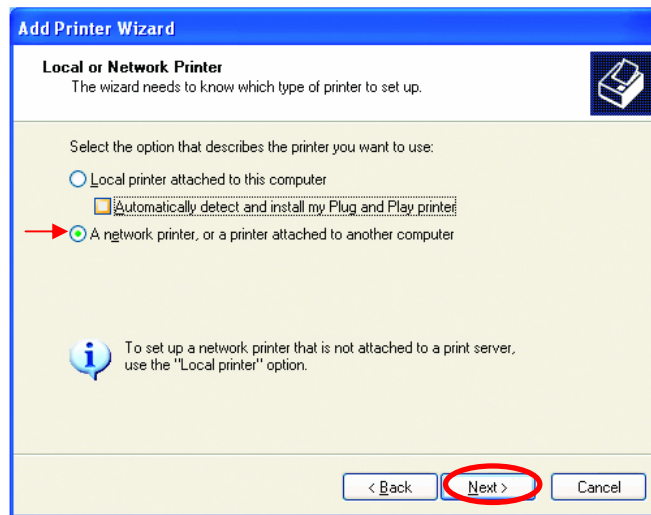 Add Printer Wizard
Local or Network Printer
The wizard needs to know which type of printer to set up.
Select the option that describes the printer you want to use:
Local printer attached to this computer
Automatically detect and install my Plug and Play printer
A network printer, or a printer attached to another computer
To set up a network printer that is not attached to a print server,
use the "Local printer" option.
< Back Next > Cancel